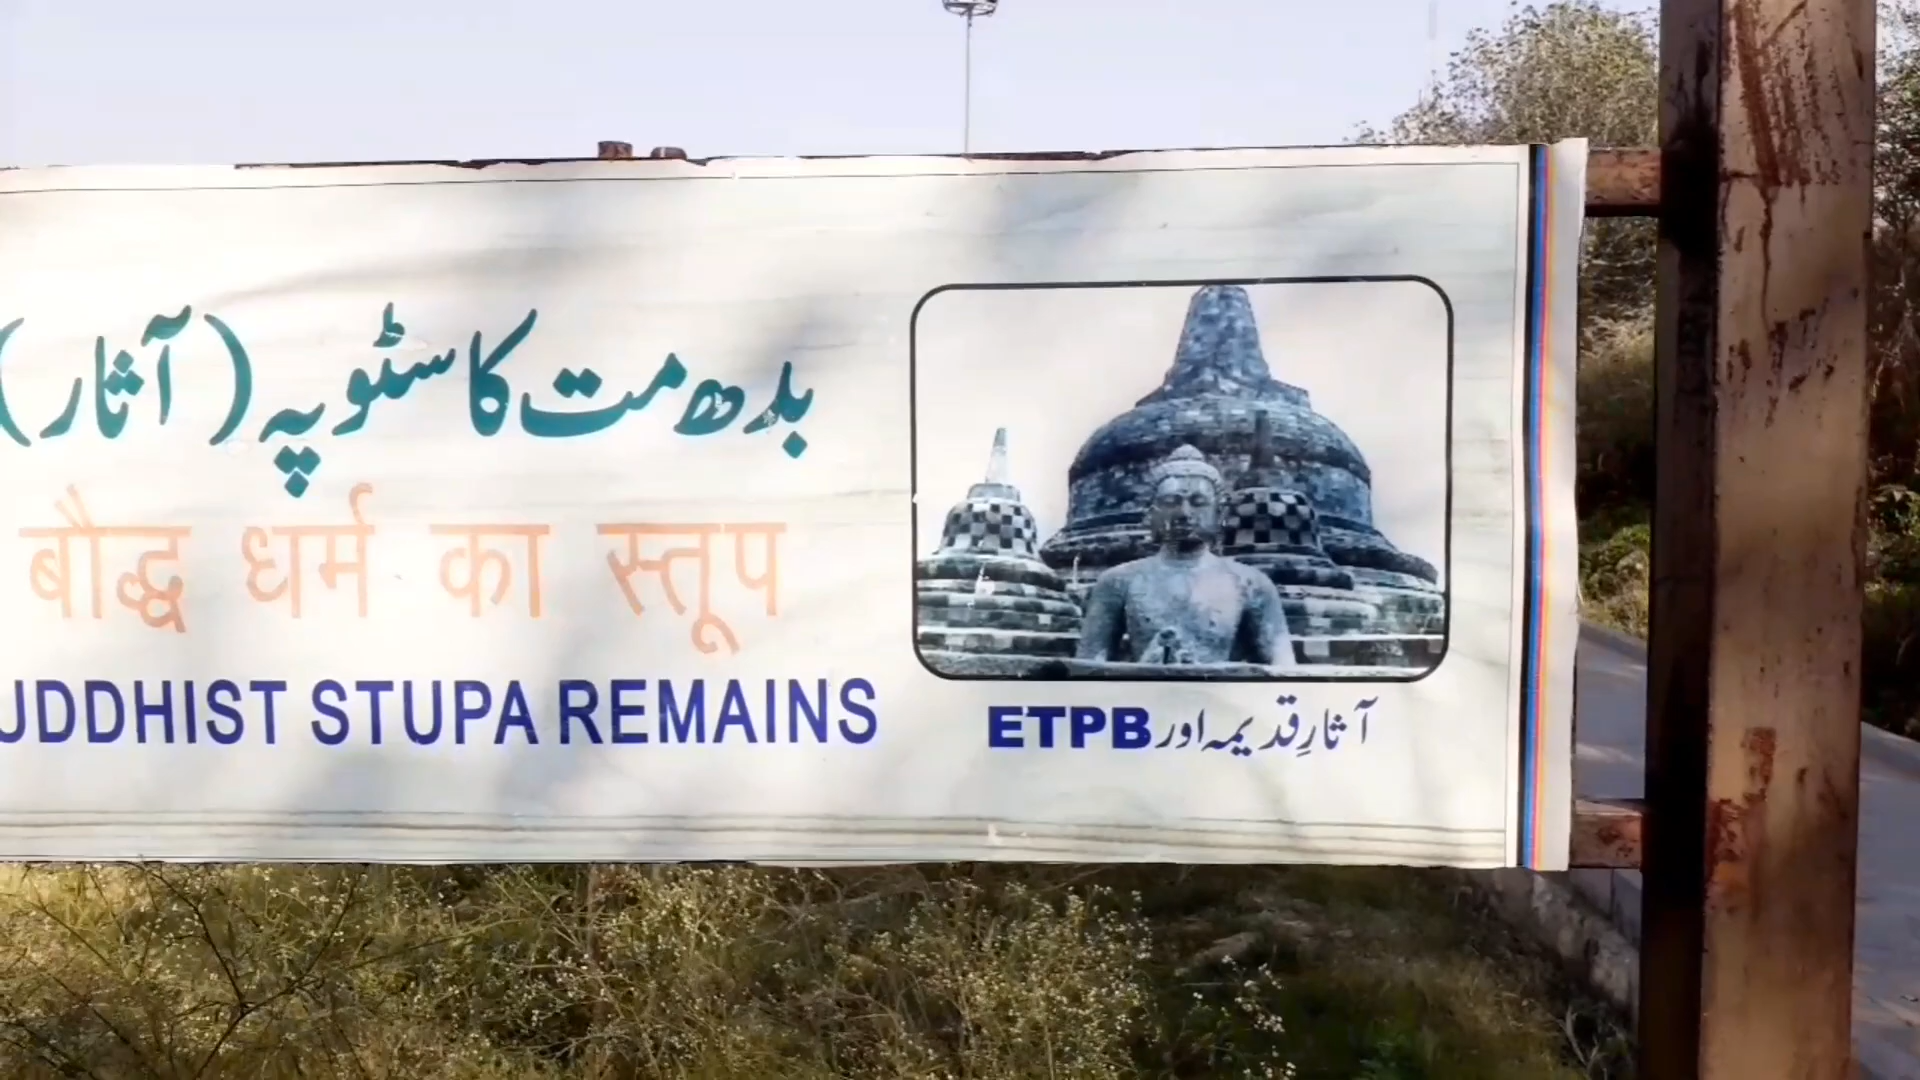 بدھ مت کا سٹوپہ (آثار)
बौद्ध धर्म का स्तूप
UDDHIST STUPA REMAINS
آثارِ قدیمہ اور ETPB